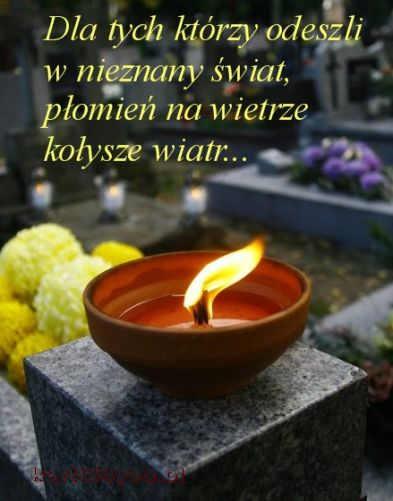 Dla tych którzy odeszli
w nieznany świat,
płomień na wietrze
kołysze wiatr...